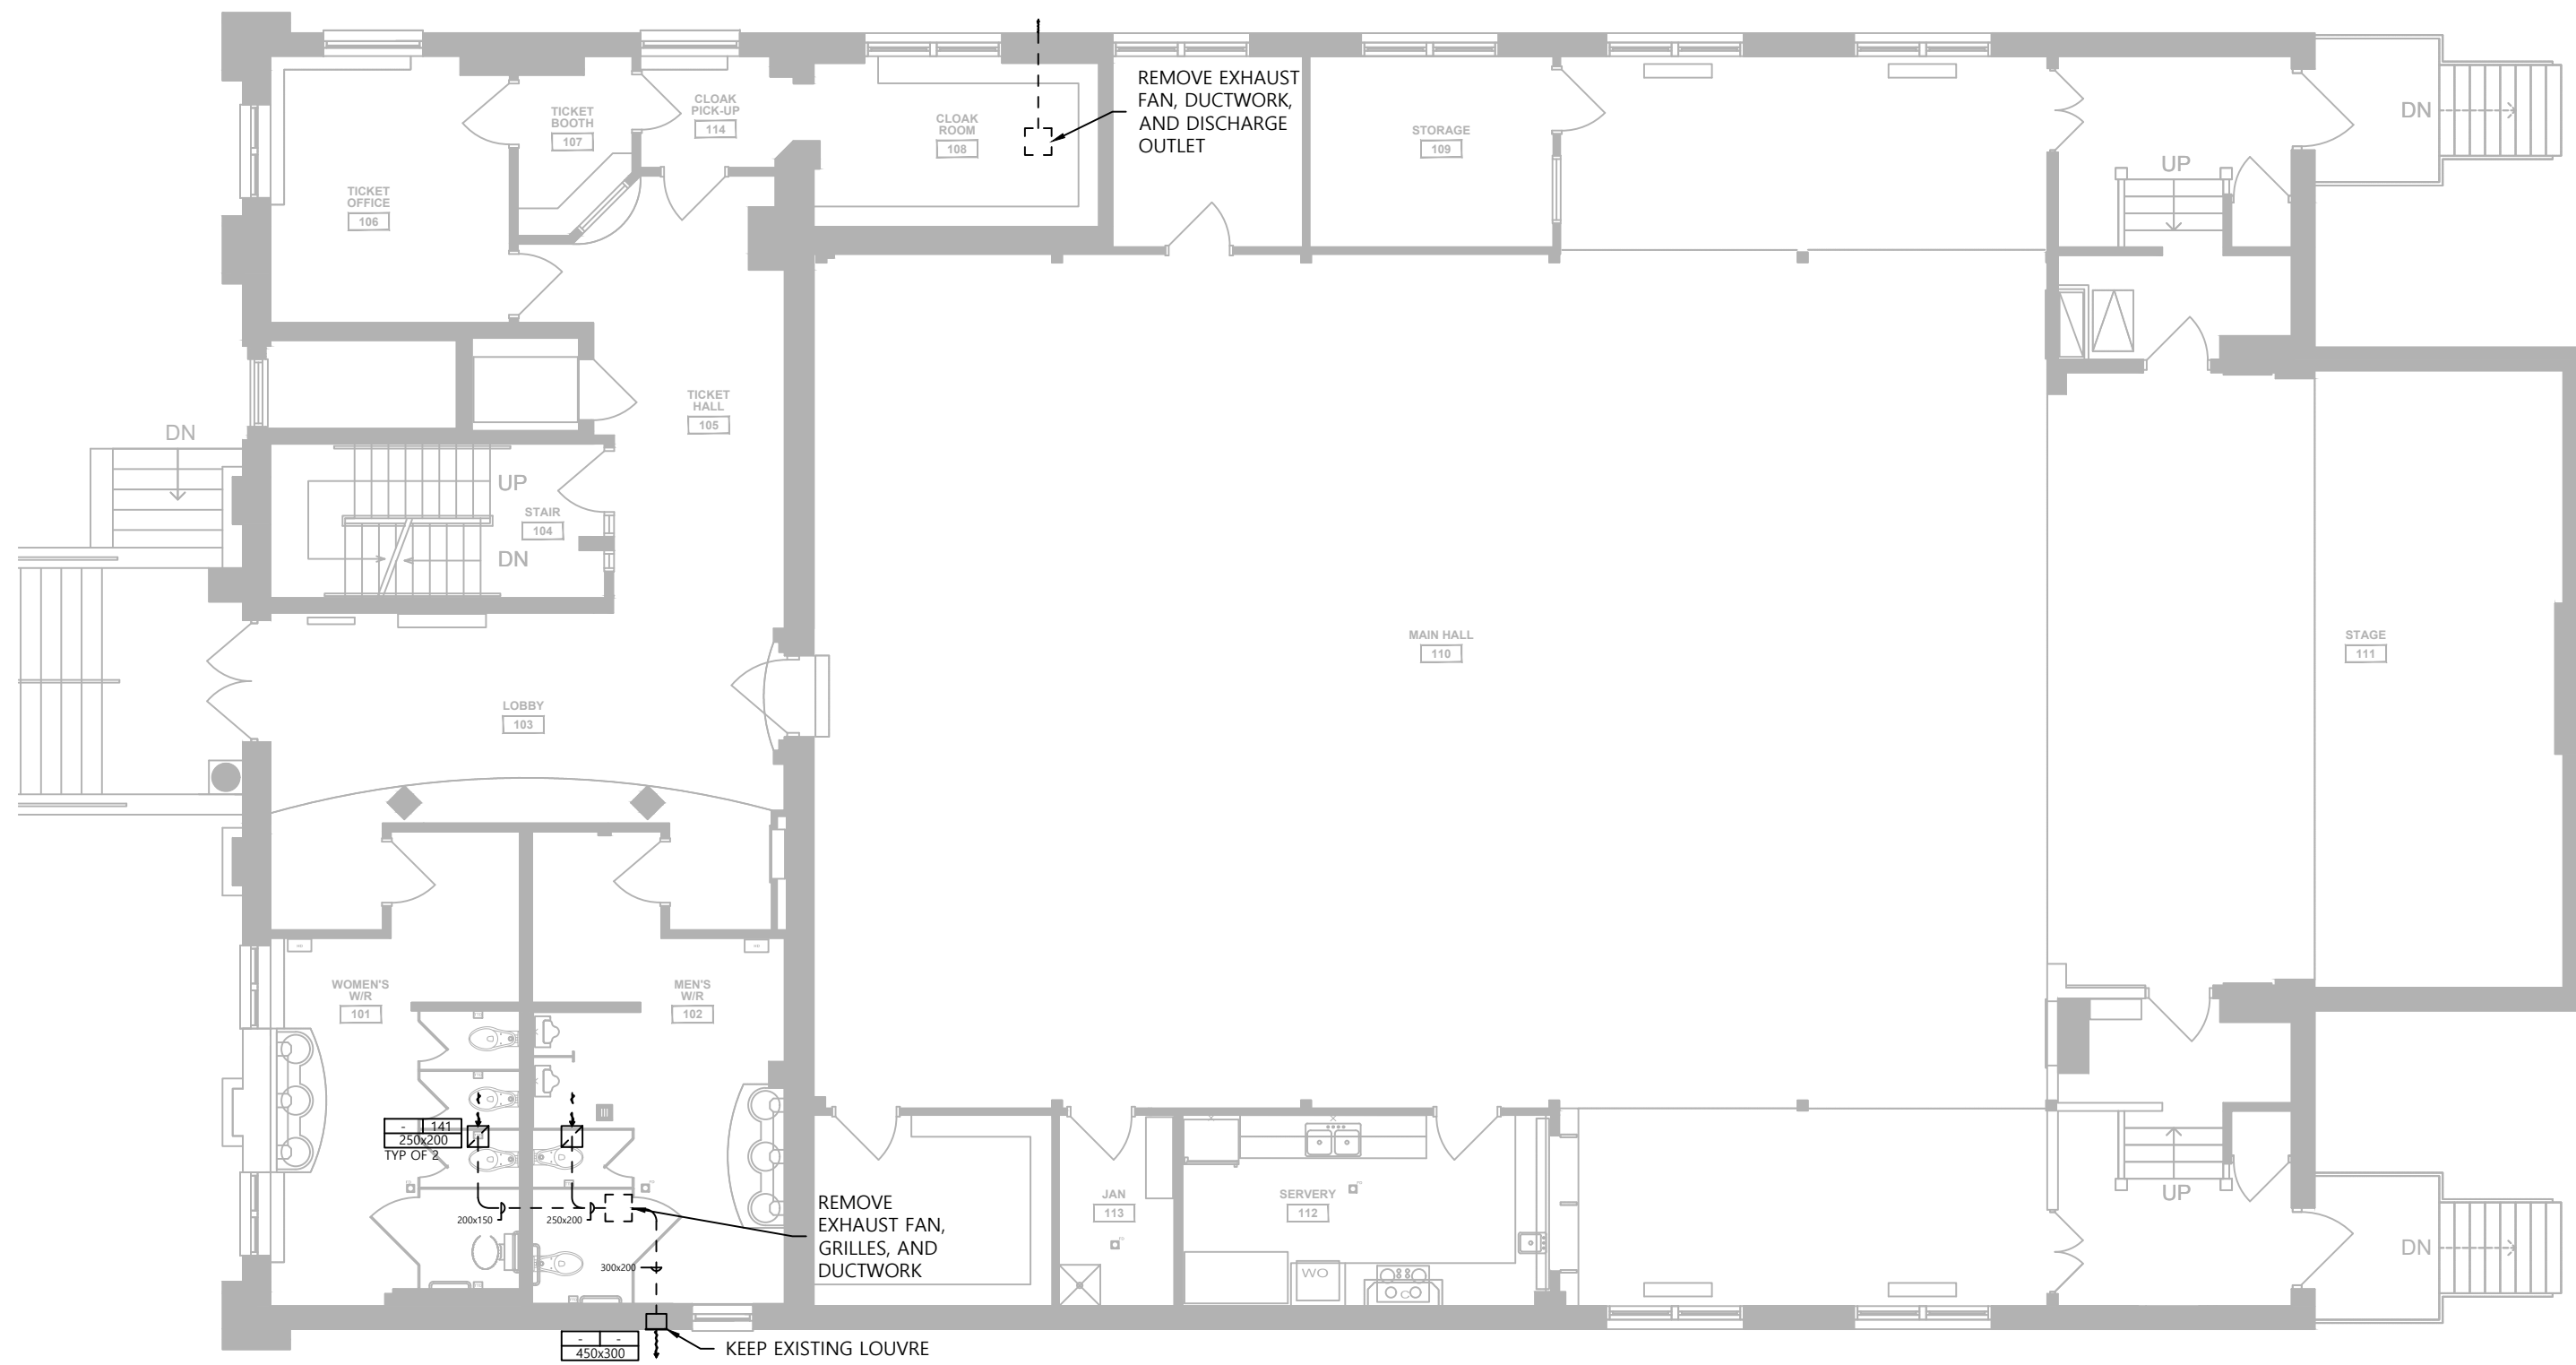 REMOVE EXHAUST
FAN, DUCTWORK,
AND DISCHARGE
OUTLET
TICKET
BOOTH
107
CLOAK
PICK-UP
114
CLOAK
ROOM
108
STORAGE
109
DN
UP
TICKET
OFFICE
106
TICKET
HALL
105
DN
UP
STAIR
104
DN
MAIN HALL
110
STAGE
111
LOBBY
103
WOMEN'S
W/R
101
MEN'S
W/R
102
- 141
250x200
TYP OF 2
200x150
250x200
300x200
REMOVE
EXHAUST FAN,
GRILLES, AND
DUCTWORK
JAN
113
SERVERY
112
WO
UP
DN
- -
450x300
KEEP EXISTING LOUVRE